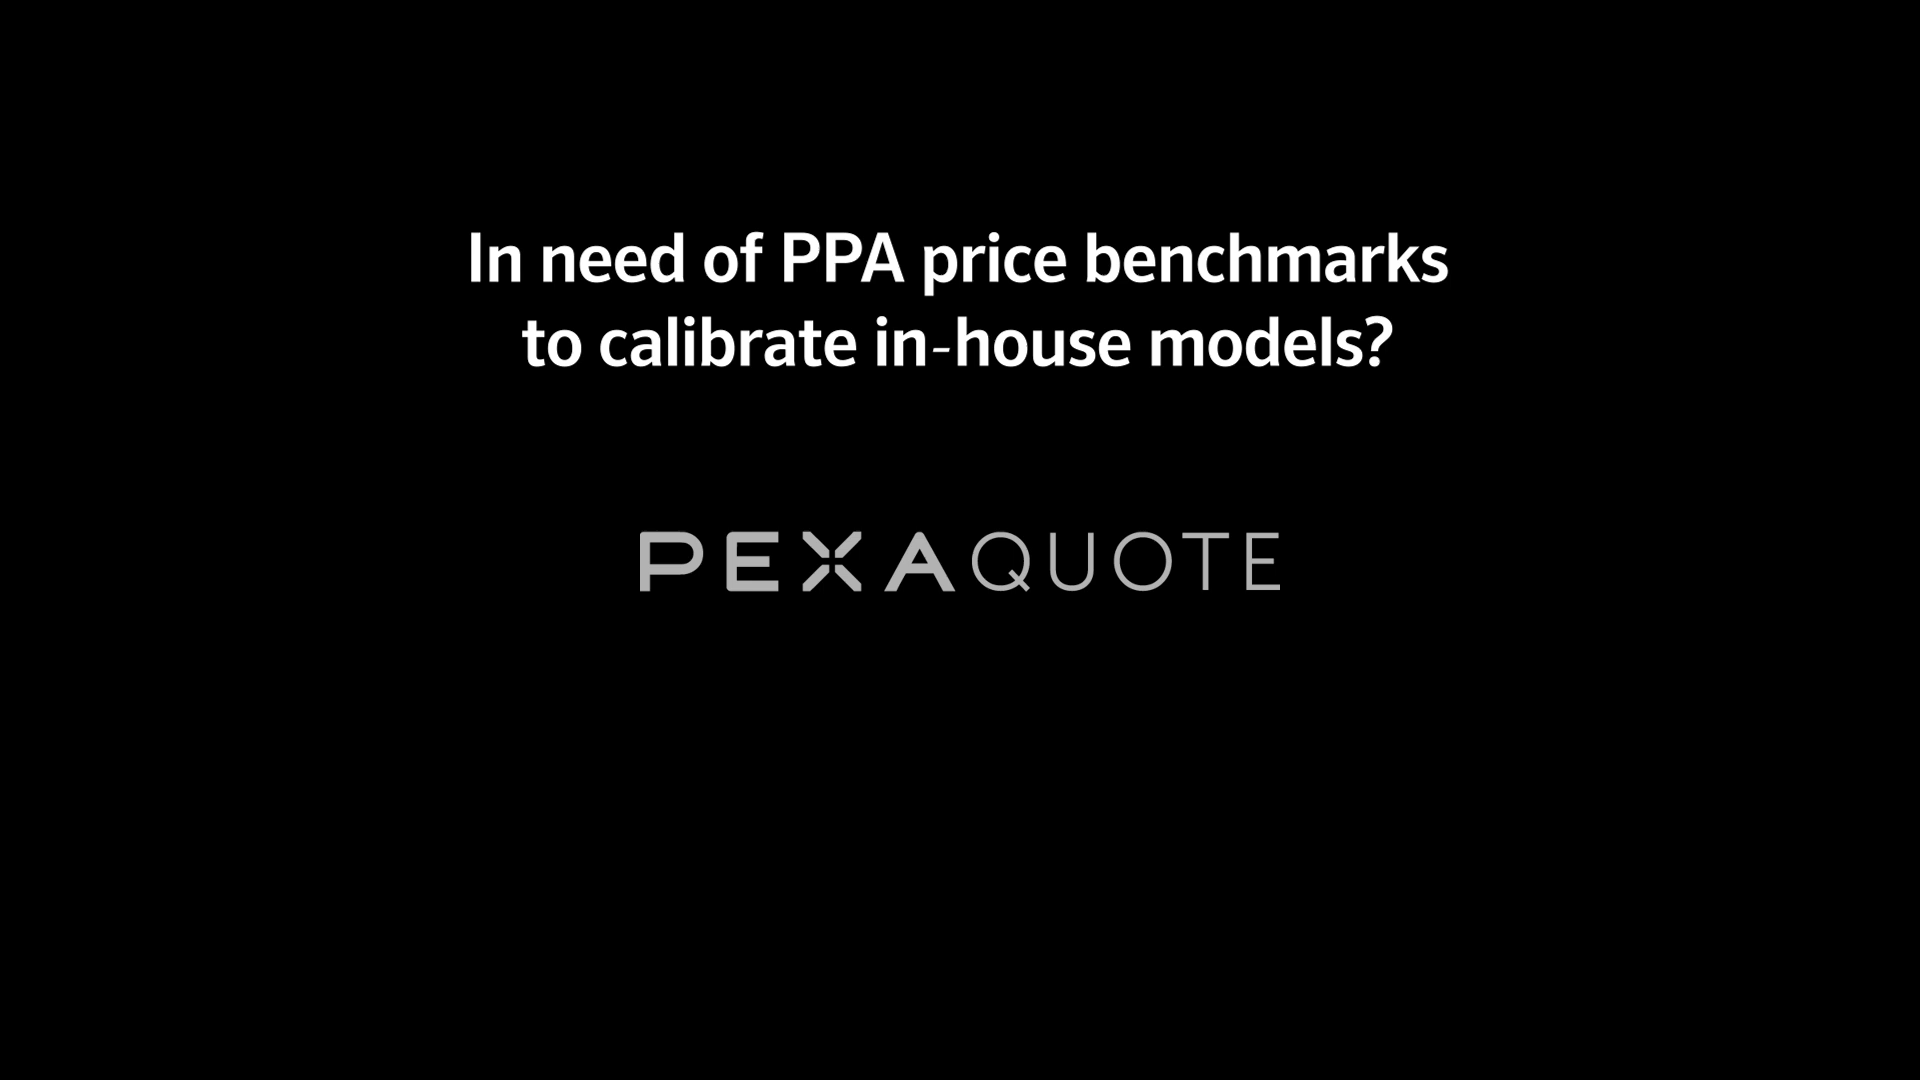 In need of PPA price benchmarks
to calibrate in-house models?
PEXAQUOTE